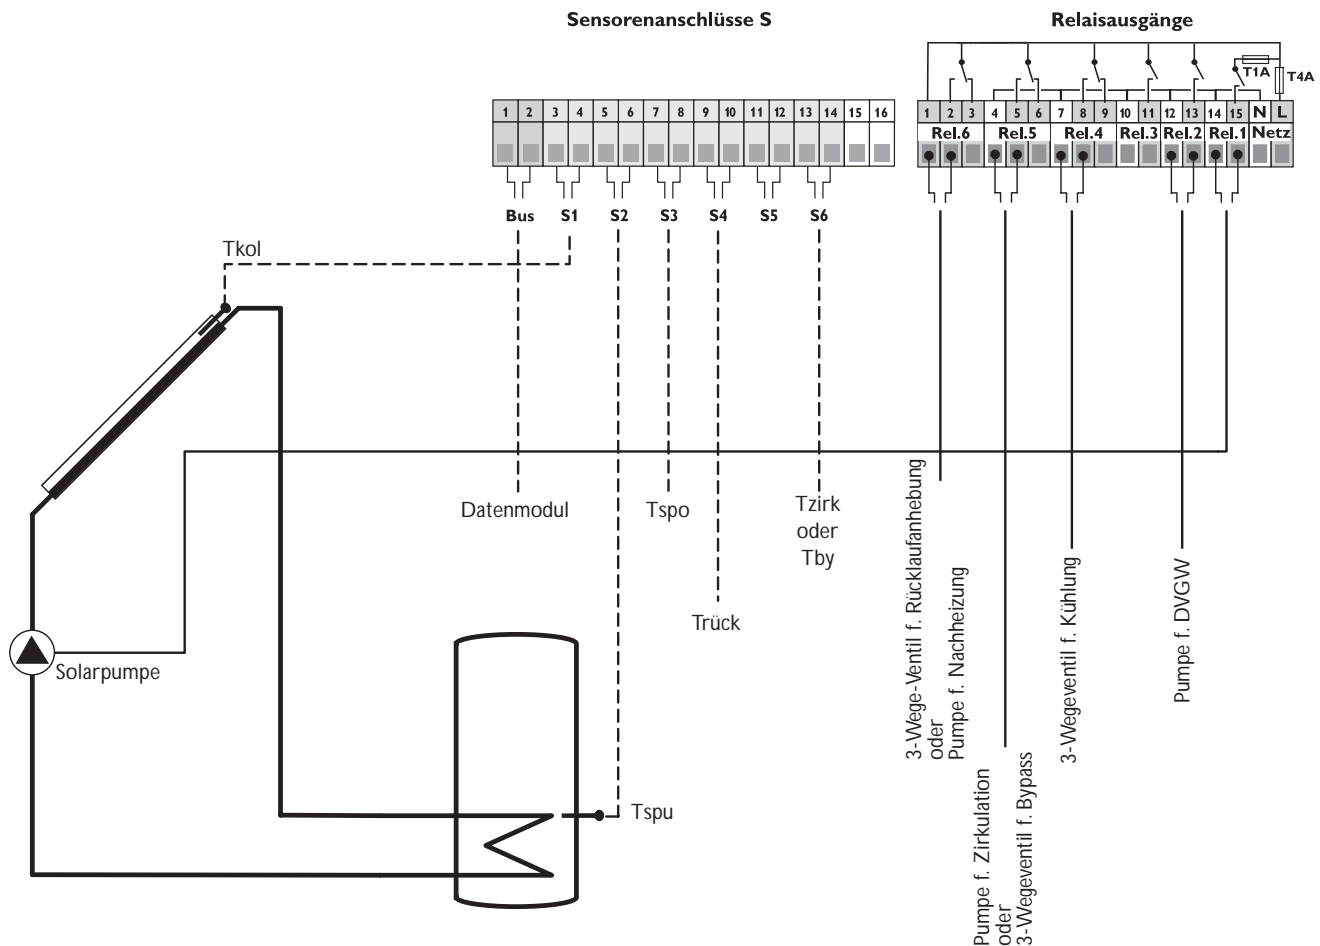 Sensorenanschlüsse S
Relaisausgänge
T1A
T4A
1 2 3 4 5 6 7 8 9 10 11 12 13 14 15 16
1 2 3 4 5 6 7 8 9 10 11 12 13 14 15 N L
Rel.6 Rel.5 Rel.4 Rel.3 Rel.2 Rel.1 Netz
Bus S1 S2 S3 S4 S5 S6
Tkol
Datenmodul
Tspo
Tzirk
oder
Tby
Trück
Solarpumpe
Tspu
3-Wege-Ventil f. Rücklaufanhebung
oder
Pumpe f. Nachheizung
Pumpe f. Zirkulation
oder
3-Wegeventil f. Bypass
3-Wegeventil f. Kühlung
Pumpe f. DVGW